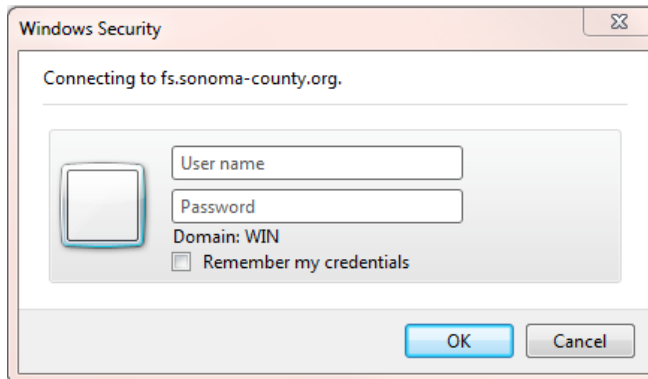 Windows Security
Connecting to fs.sonoma-county.org.
User name
Password
Domain: WIN
Remember my credentials
OK
Cancel